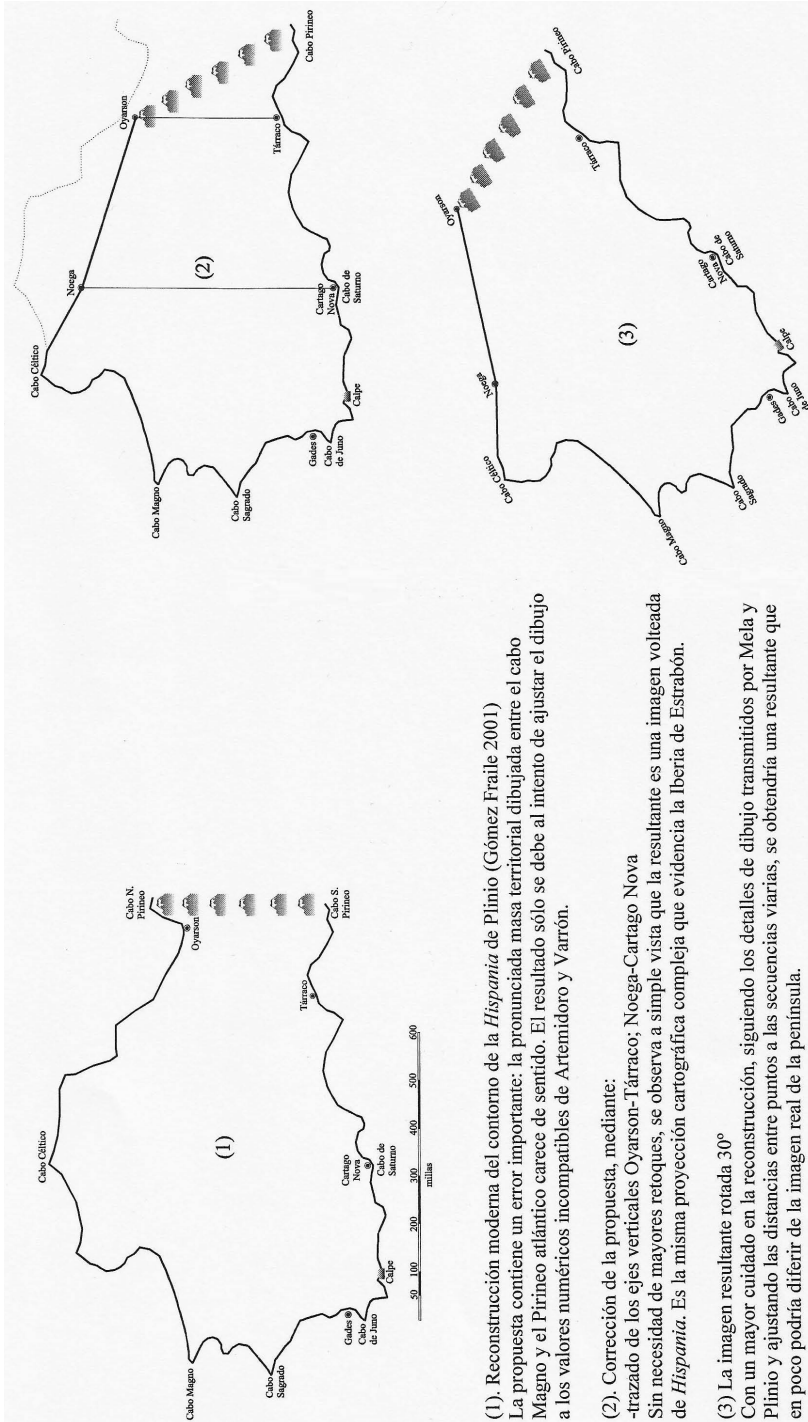 Cabo Céltico
Cabo N.
Pirineo
Oyarson
Cabo Magno
(1)
Tárraco
Cabo S.
Pirineo
Cabo
Sagrado
Cartago
Nova
Cabo de
Saturno
Gades
Cabo
de Juno
Calpe
50
100
200
300
400
500
600
millas
Cabo Céltico
Noega
Oyarson
Cabo Magno
(2)
Cabo Pirineo
Tárraco
Cabo
Sagrado
Cartago
Nova
Cabo de
Saturno
Gades
Cabo
de Juno
Calpe
(1). Reconstrucción moderna del contorno de la Hispania de Plinio (Gómez Fraile 2001)
La propuesta contiene un error importante: la pronunciada masa territorial dibujada entre el cabo
Magno y el Pirineo atlántico carece de sentido. El resultado sólo se debe al intento de ajustar el dibujo
a los valores numéricos incompatibles de Artemidoro y Varrón.
(2). Corrección de la propuesta, mediante:
-trazado de los ejes verticales Oyarson-Tárraco; Noega-Cartago Nova
Sin necesidad de mayores retoques, se observa a simple vista que la resultante es una imagen volteada
de Hispania. Es la misma proyección cartográfica compleja que evidencia la Iberia de Estrabón.
(3) La imagen resultante rotada 30º
Con un mayor cuidado en la reconstrucción, siguiendo los detalles de dibujo transmitidos por Mela y
Plinio y ajustando las distancias entre puntos a las secuencias viarias, se obtendría una resultante que
en poco podría diferir de la imagen real de la península.
Oyarson
Cabo Pirineo
Noega
Cabo Céltico
Tárraco
(3)
Cabo Magno
Cartago
Nova
Cabo de
Saturno
Cabo
Sagrado
Gades
Cabo
de Juno
Calpe